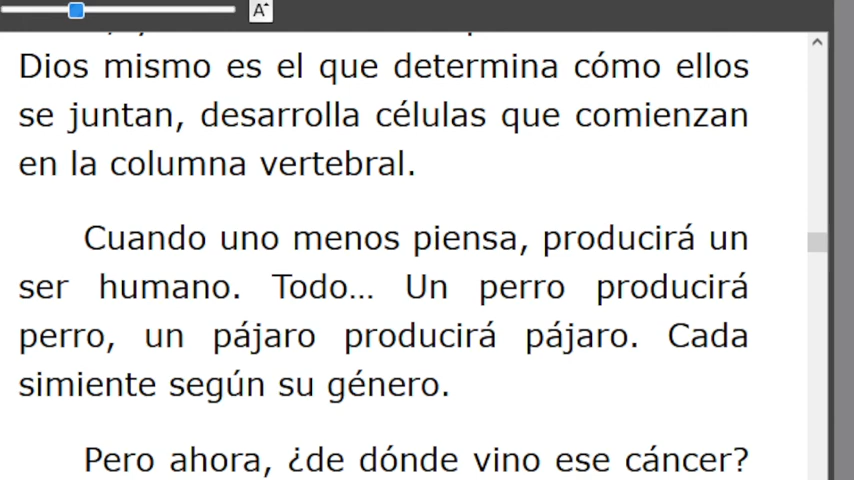 A
Dios mismo es el que determina cómo ellos
se juntan, desarrolla células que comienzan
en la columna vertebral.
Cuando uno menos piensa, producirá un
ser humano. Todo... Un perro producirá
perro, un pájaro producirá pájaro. Cada
simiente según su género.
Pero ahora, ¿de dónde vino ese cáncer?